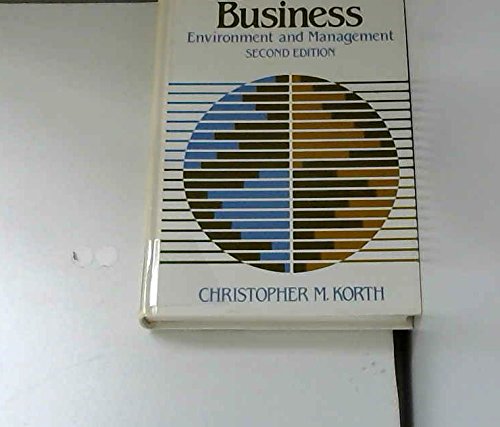 Business
Environment and Management
SECOND EDITION
CHRISTOPHER M. KORTH